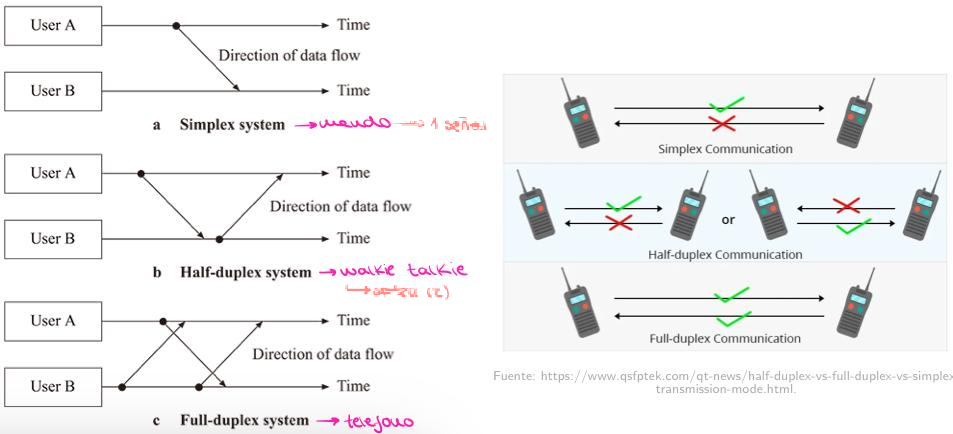 User A
Time
Direction of data flow
User B
Time
a Simplex system → mando → 1 señal
User A
Time
Direction of data flow
User B
Time
b Half-duplex system → walkie talkie
User A
Time
Direction of data flow
User B
Time
c Full-duplex system → telefono
Simplex Communication
or
Half-duplex Communication
Full-duplex Communication
Fuente: https://www.qsfptek.com/qt-news/half-duplex-vs-full-duplex-vs-simplex
transmission-mode.html.